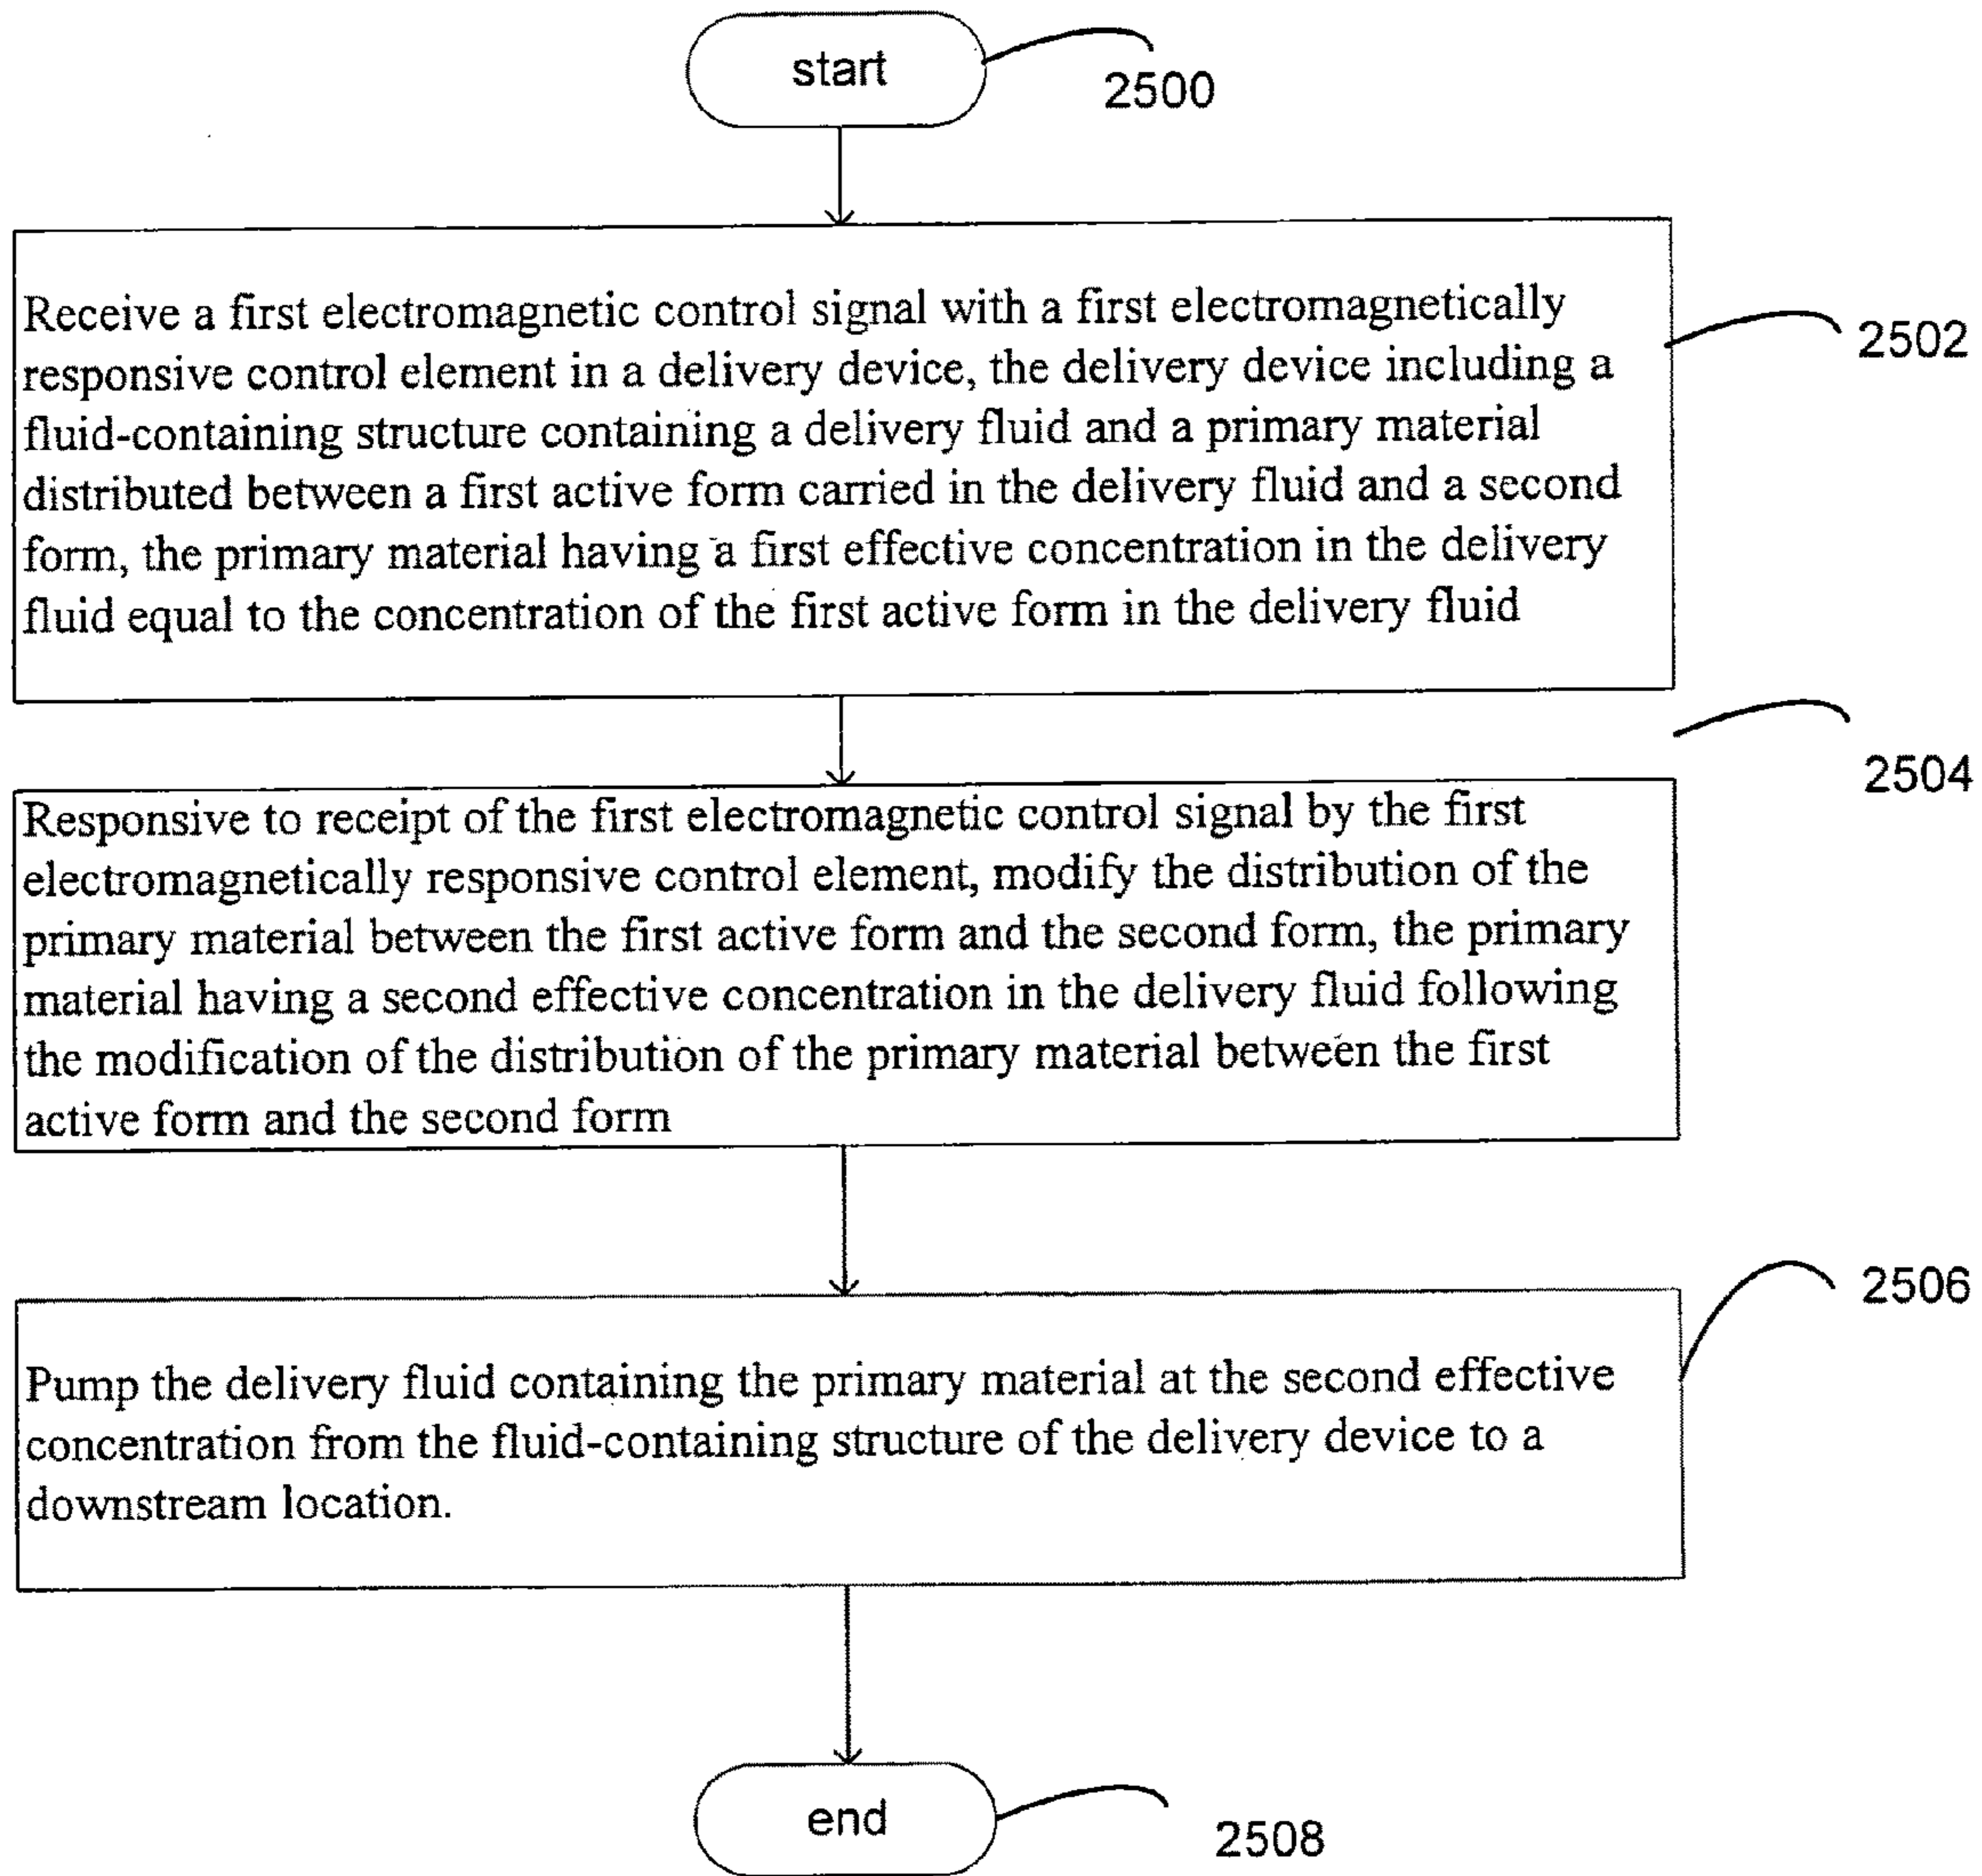 start
2500
Receive a first electromagnetic control signal with a first electromagnetically
responsive control element in a delivery device, the delivery device including a
fluid-containing structure containing a delivery fluid and a primary material
distributed between a first active form carried in the delivery fluid and a second
form, the primary material having a first effective concentration in the delivery
fluid equal to the concentration of the first active form in the delivery fluid
2502
2504
Responsive to receipt of the first electromagnetic control signal by the first
electromagnetically responsive control element, modify the distribution of the
primary material between the first active form and the second form, the primary
material having a second effective concentration in the delivery fluid following
the modification of the distribution of the primary material between the first
active form and the second form
2506
Pump the delivery fluid containing the primary material at the second effective
concentration from the fluid-containing structure of the delivery device to a
downstream location.
end
2508